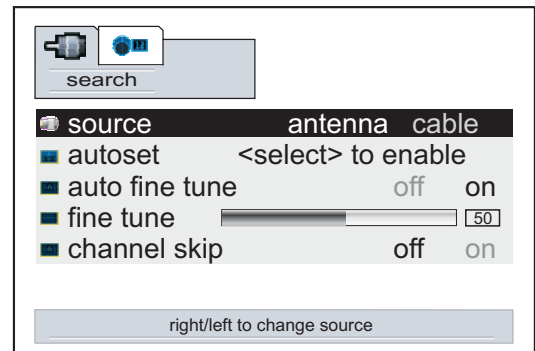 search
source antenna cable
autoset <select> to enable
auto fine tune off on
fine tune 50
channel skip off on
right/left to change source